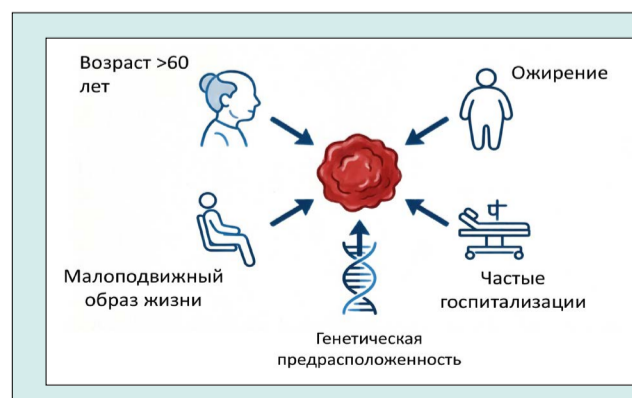 Возраст >60
лет
Ожирение
Малоподвижный
образ жизни
Частые
госпитализации
Генетическая
предрасположенность